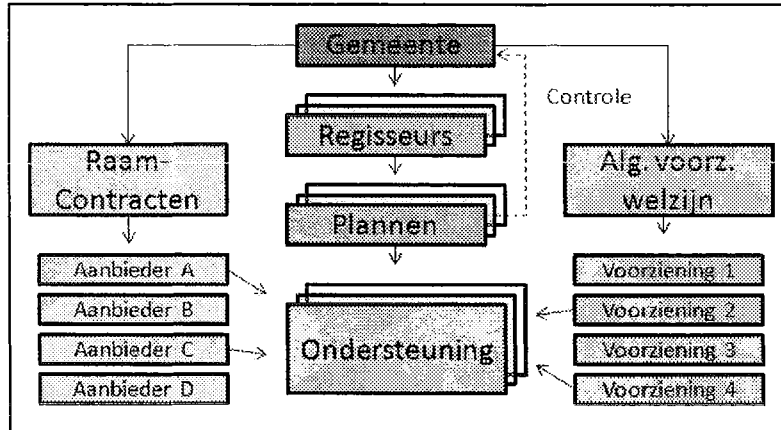 Gemeente
Controle
Regisseurs
Raam-
Contracten
Alg. voorz.
welzijn
Plannen
Aanbieder A
Aanbieder B
Aanbieder C
Aanbieder D
Ondersteuning
Voorziening 1
Voorziening 2
Voorziening 3
Voorziening 4